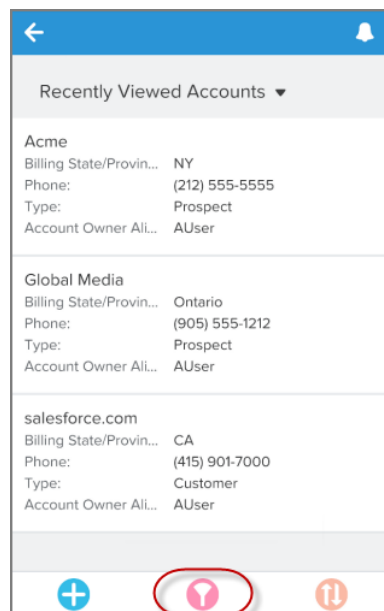 Recently Viewed Accounts
Acme
Billing State/Provin... NY
Phone: (212) 555-5555
Type: Prospect
Account Owner Ali... AUser
Global Media
Billing State/Provin... Ontario
Phone: (905) 555-1212
Type: Prospect
Account Owner Ali... AUser
salesforce.com
Billing State/Provin... CA
Phone: (415) 901-7000
Type: Customer
Account Owner Ali... AUser